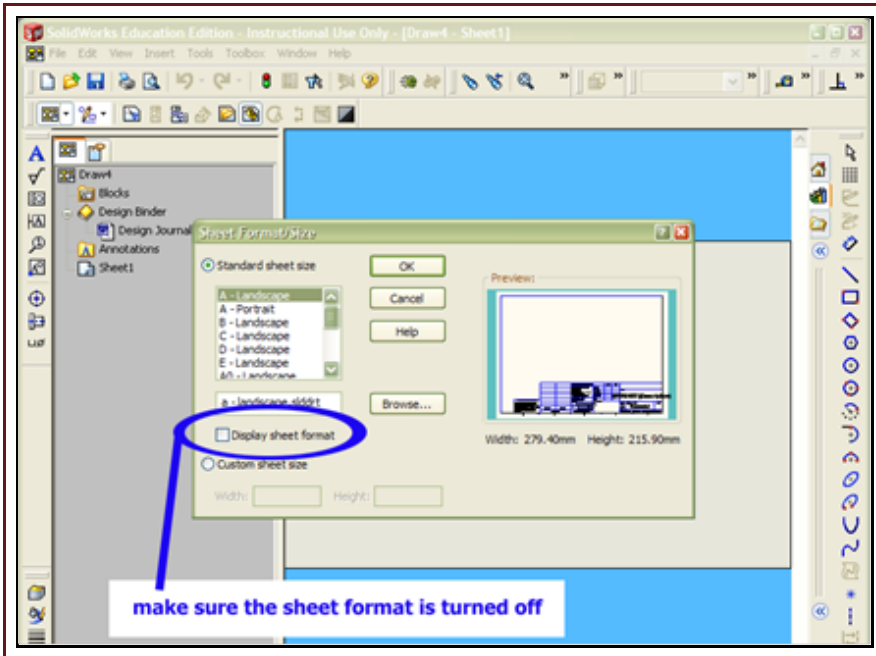 SolidWorks Education Edition - Instructional Use Only - [Draw4 - Sheet1]
File Edit View Insert Tools Toolbox Window Help
Draw4
Blocks
Design Binder
Design Journal
Annotations
Sheet1
Sheet Format/Size
Standard sheet size
OK
Cancel
Help
A - Landscape
A - Portrait
B - Landscape
C - Landscape
D - Landscape
E - Landscape
A0 - Landscape
a - landscape.slddrt
Browse...
Display sheet format
Custom sheet size
Width:
Height:
Preview:
Width: 279.40mm Height: 215.90mm
make sure the sheet format is turned off